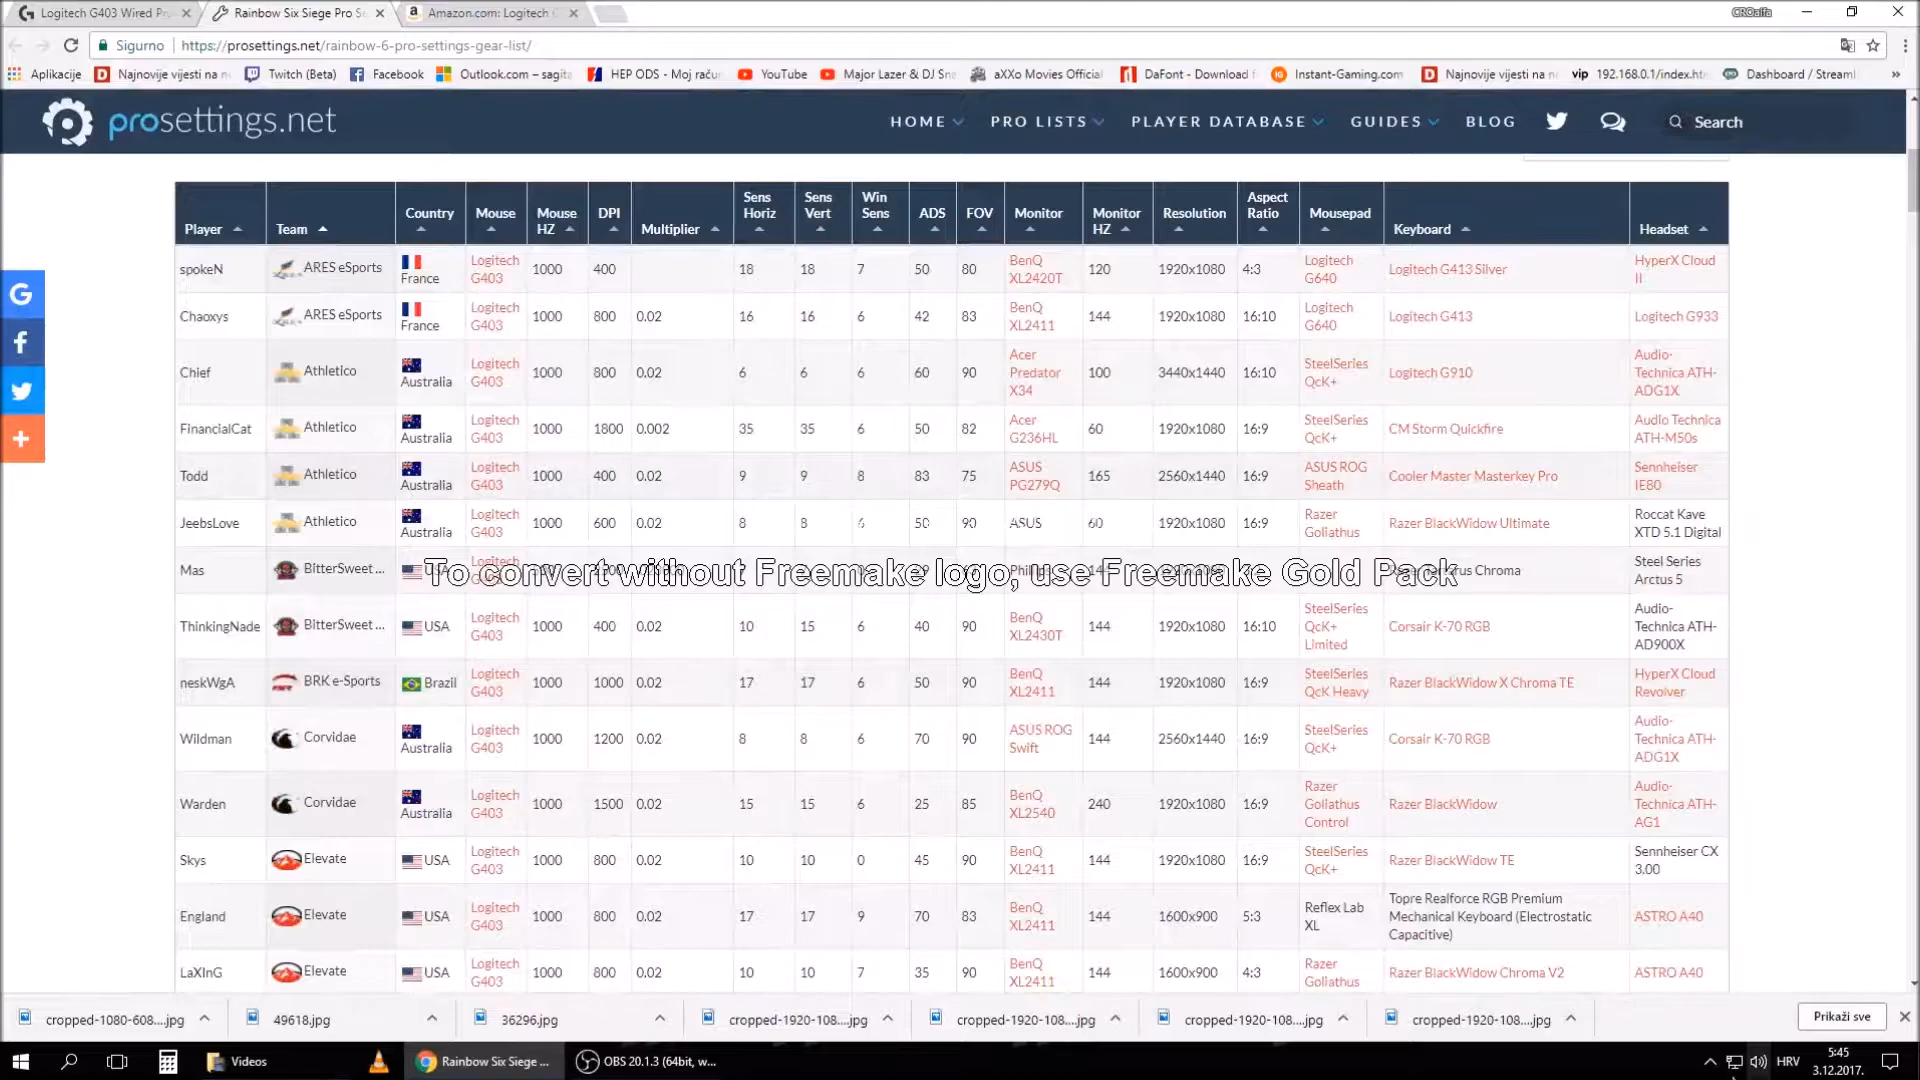 Logitech G403 Wired Pr
Rainbow Six Siege Pro Se
Amazon.com: Logitech
CROalfa
Sigurno
https://prosettings.net/rainbow-6-pro-settings-gear-list/
Aplikacije
Najnovije vijesti na n
Twitch (Beta)
Facebook
Outlook.com – sagita
HEP ODS - Moj račun
YouTube
Major Lazer & DJ Sna
aXXo Movies Official
DaFont - Download f
Instant-Gaming.com
Najnovije vijesti na n
vip 192.168.0.1/index.ht
Dashboard / Streaml
prosettings.net
HOME
PRO LISTS
PLAYER DATABASE
GUIDES
BLOG
Search
Player Team Country Mouse Mouse HZ DPI Multiplier Sens Horiz Sens Vert Win Sens ADS FOV Monitor Monitor HZ Resolution Aspect Ratio Mousepad Keyboard Headset
spokeN ARES eSports France Logitech G403 1000 400 18 18 7 50 80 BenQ XL2420T 120 1920x1080 4:3 Logitech G640 Logitech G413 Silver HyperX Cloud II
Chaoxys ARES eSports France Logitech G403 1000 800 0.02 16 16 6 42 83 BenQ XL2411 144 1920x1080 16:10 Logitech G640 Logitech G413 Logitech G933
Chief Athletico Australia Logitech G403 1000 800 0.02 6 6 6 60 90 Acer Predator X34 100 3440x1440 16:10 SteelSeries QcK+ Logitech G910 Audio-Technica ATH-ADG1X
FinancialCat Athletico Australia Logitech G403 1000 1800 0.002 35 35 6 50 82 Acer G236HL 60 1920x1080 16:9 SteelSeries QcK+ CM Storm Quickfire Audio Technica ATH-M50s
Todd Athletico Australia Logitech G403 1000 400 0.02 9 9 8 83 75 ASUS PG279Q 165 2560x1440 16:9 ASUS ROG Sheath Cooler Master Masterkey Pro Sennheiser IE80
JeebsLove Athletico Australia Logitech G403 1000 600 0.02 8 8 6 50 90 ASUS 60 1920x1080 16:9 Razer Goliathus Razer BlackWidow Ultimate Roccat Kave XTD 5.1 Digital
Mas BitterSweet ... Logitech Chroma Steel Series Arctus 5
To convert without Freemake logo, use Freemake Gold Pack
ThinkingNade BitterSweet ... USA Logitech G403 1000 400 0.02 10 15 6 40 90 BenQ XL2430T 144 1920x1080 16:10 SteelSeries QcK+ Limited Corsair K-70 RGB Audio-Technica ATH-AD900X
neskWgA BRK e-Sports Brazil Logitech G403 1000 1000 0.02 17 17 6 50 90 BenQ XL2411 144 1920x1080 16:9 SteelSeries QcK Heavy Razer BlackWidow X Chroma TE HyperX Cloud Revolver
Wildman Corvidae Australia Logitech G403 1000 1200 0.02 8 8 6 70 90 ASUS ROG Swift 144 2560x1440 16:9 SteelSeries QcK+ Corsair K-70 RGB Audio-Technica ATH-ADG1X
Warden Corvidae Australia Logitech G403 1000 1500 0.02 15 15 6 25 85 BenQ XL2540 240 1920x1080 16:9 Razer Goliathus Control Razer BlackWidow Audio-Technica ATH-AG1
Skys Elevate USA Logitech G403 1000 800 0.02 10 10 0 45 90 BenQ XL2411 144 1920x1080 16:9 SteelSeries QcK+ Razer BlackWidow TE Sennheiser CX 3.00
England Elevate USA Logitech G403 1000 800 0.02 17 17 9 70 83 BenQ XL2411 144 1600x900 5:3 Reflex Lab XL Topre Realforce RGB Premium Mechanical Keyboard (Electrostatic Capacitive) ASTRO A40
LaXInG Elevate USA Logitech G403 1000 800 0.02 10 10 7 35 90 BenQ XL2411 144 1600x900 4:3 Razer Goliathus Razer BlackWidow Chroma V2 ASTRO A40
cropped-1080-608....jpg
49618.jpg
36296.jpg
cropped-1920-108....jpg
cropped-1920-108....jpg
cropped-1920-108....jpg
cropped-1920-108....jpg
Prikaži sve
Videos
Rainbow Six Siege ...
OBS 20.1.3 (64bit, w...
HRV
5:45
3.12.2017.